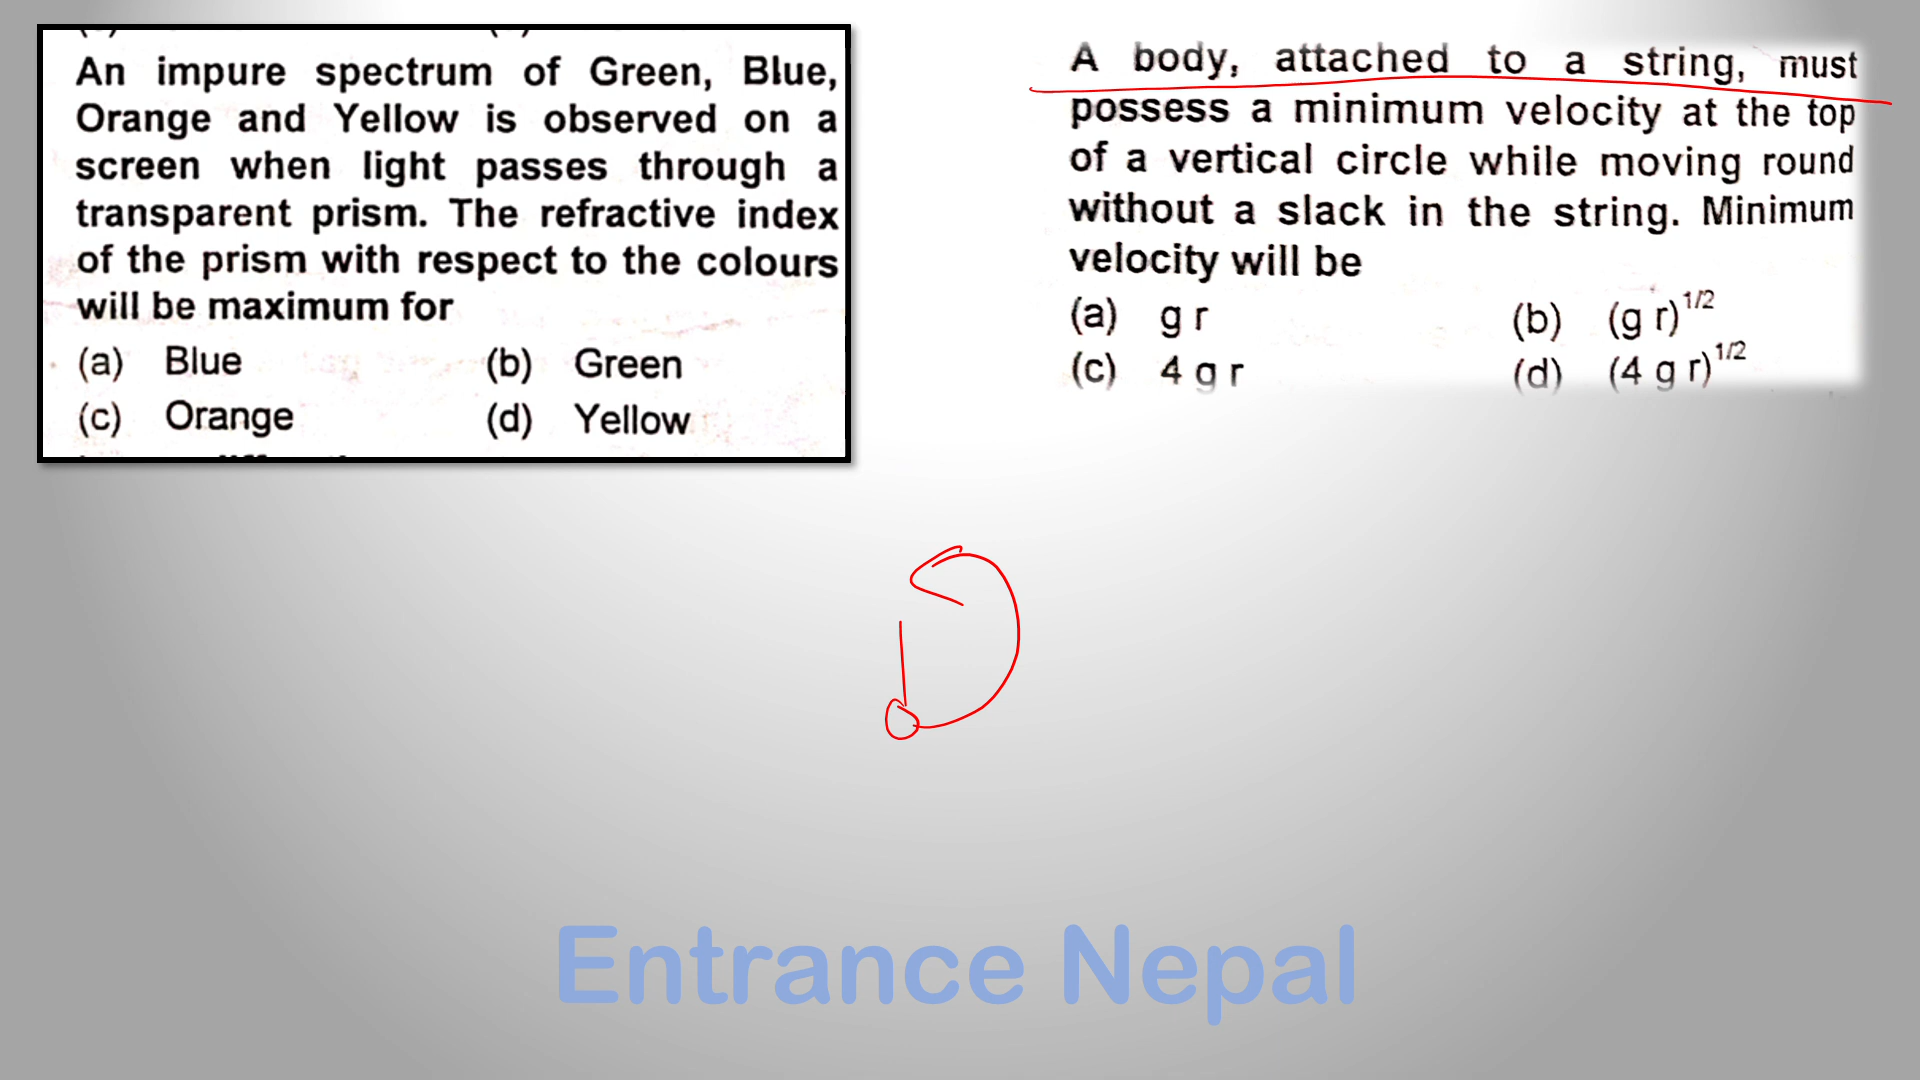 An impure spectrum of Green, Blue,
Orange and Yellow is observed on a
screen when light passes through a
transparent prism. The refractive index
of the prism with respect to the colours
will be maximum for
(a) Blue (b) Green
(c) Orange (d) Yellow
A body, attached to a string, must
possess a minimum velocity at the top
of a vertical circle while moving round
without a slack in the string. Minimum
velocity will be
(a) g r (b) (g r)^1/2
(c) 4 g r (d) (4 g r)^1/2
Entrance Nepal